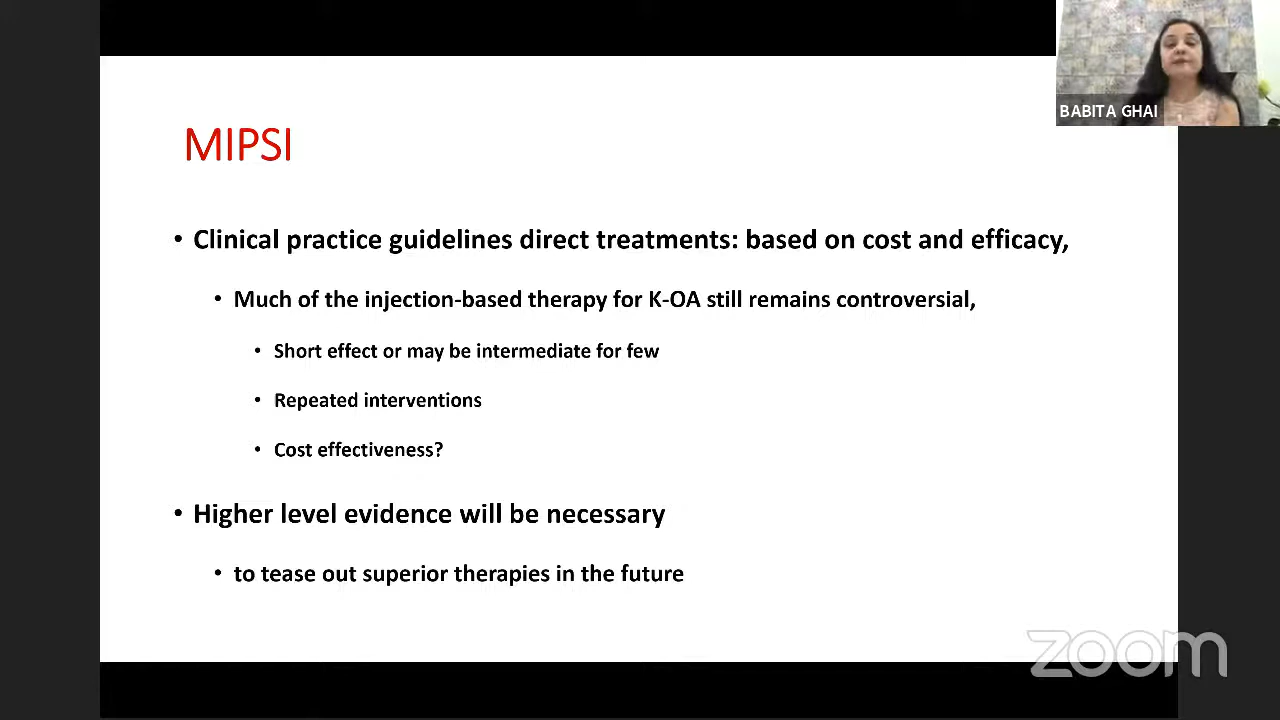 MIPSI
• Clinical practice guidelines direct treatments: based on cost and efficacy,
• Much of the injection-based therapy for K-OA still remains controversial,
• Short effect or may be intermediate for few
• Repeated interventions
• Cost effectiveness?
• Higher level evidence will be necessary
• to tease out superior therapies in the future
BABITA GHAI
zoom